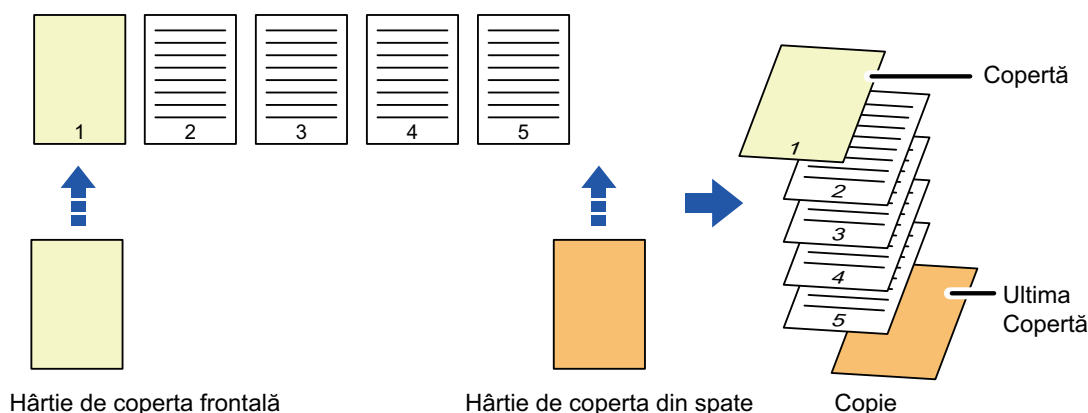 1
2
3
4
5
Hârtie de coperta frontală
Hârtie de coperta din spate
Copertă
1
2
3
4
5
Ultima
Copertă
Copie